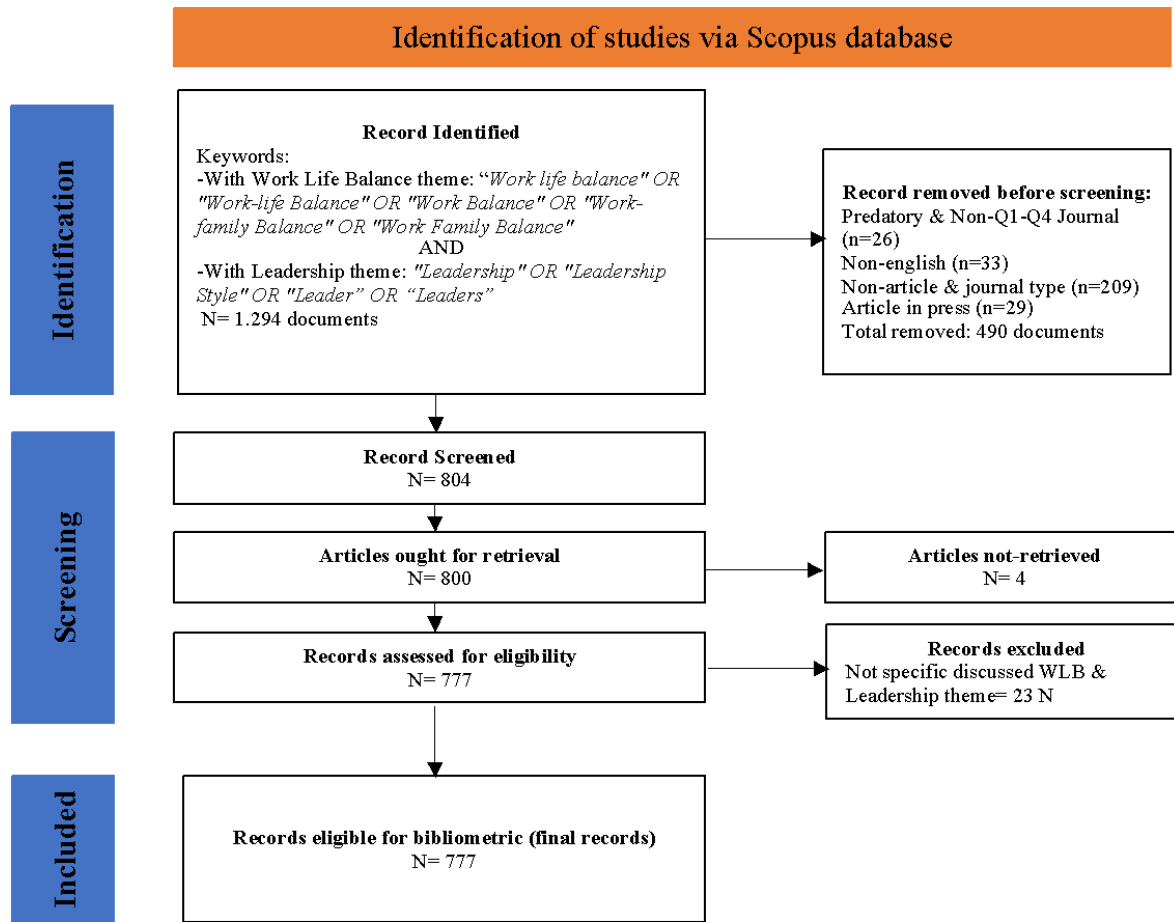 Identification of studies via Scopus database
Identification
Record Identified
Keywords:
-With Work Life Balance theme: “Work life balance" OR
"Work-life Balance" OR "Work Balance" OR "Work-
family Balance" OR "Work Family Balance"
AND
-With Leadership theme: "Leadership" OR "Leadership
Style" OR "Leader” OR “Leaders”
N= 1.294 documents
Record removed before screening:
Predatory & Non-Q1-Q4 Journal
(n=26)
Non-english (n=33)
Non-article & journal type (n=209)
Article in press (n=29)
Total removed: 490 documents
Screening
Record Screened
N= 804
Articles ought for retrieval
N= 800
Articles not-retrieved
N= 4
Records assessed for eligibility
N= 777
Records excluded
Not specific discussed WLB &
Leadership theme= 23 N
Included
Records eligible for bibliometric (final records)
N= 777